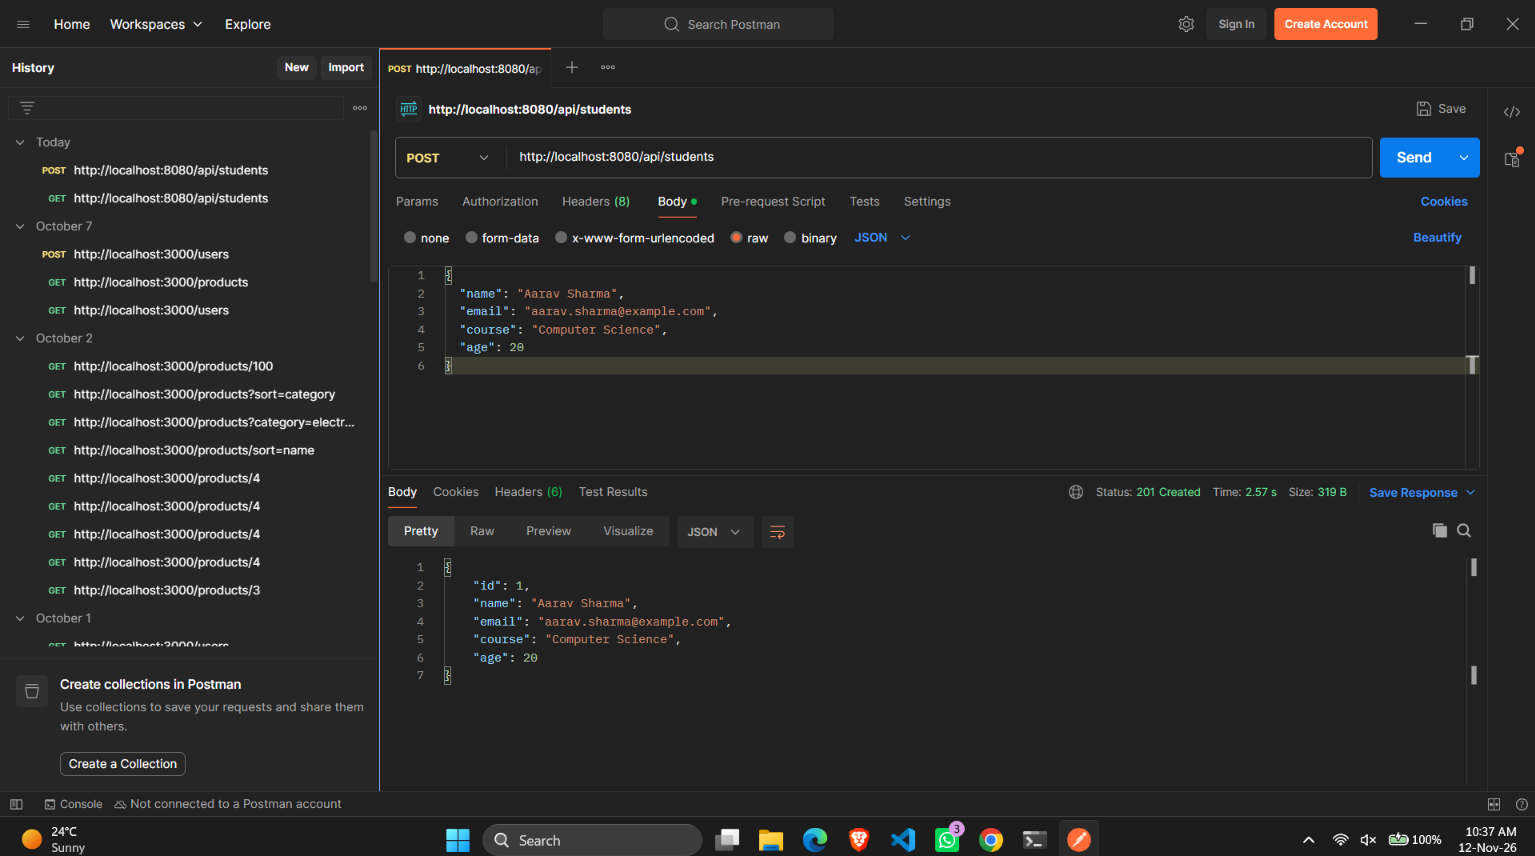 Home Workspaces Explore Search Postman Sign In Create Account
History New Import
Today
POST http://localhost:8080/api/students
GET http://localhost:8080/api/students
October 7
POST http://localhost:3000/users
GET http://localhost:3000/products
GET http://localhost:3000/users
October 2
GET http://localhost:3000/products/100
GET http://localhost:3000/products?sort=category
GET http://localhost:3000/products?category=electr...
GET http://localhost:3000/products/sort=name
GET http://localhost:3000/products/4
GET http://localhost:3000/products/4
GET http://localhost:3000/products/4
GET http://localhost:3000/products/4
GET http://localhost:3000/products/3
October 1
GET http://localhost:3000/users
Create collections in Postman
Use collections to save your requests and share them
with others.
Create a Collection
POST http://localhost:8080/ap
HTTP http://localhost:8080/api/students Save
POST http://localhost:8080/api/students Send
Params Authorization Headers (8) Body Pre-request Script Tests Settings Cookies
none form-data x-www-form-urlencoded raw binary JSON Beautify
1 {
2 "name": "Aarav Sharma",
3 "email": "aarav.sharma@example.com",
4 "course": "Computer Science",
5 "age": 20
6 }
Body Cookies Headers (6) Test Results Status: 201 Created Time: 2.57 s Size: 319 B Save Response
Pretty Raw Preview Visualize JSON
1 {
2 "id": 1,
3 "name": "Aarav Sharma",
4 "email": "aarav.sharma@example.com",
5 "course": "Computer Science",
6 "age": 20
7 }
Console Not connected to a Postman account
24°C
Sunny
Search
3
100%
10:37 AM
12-Nov-26